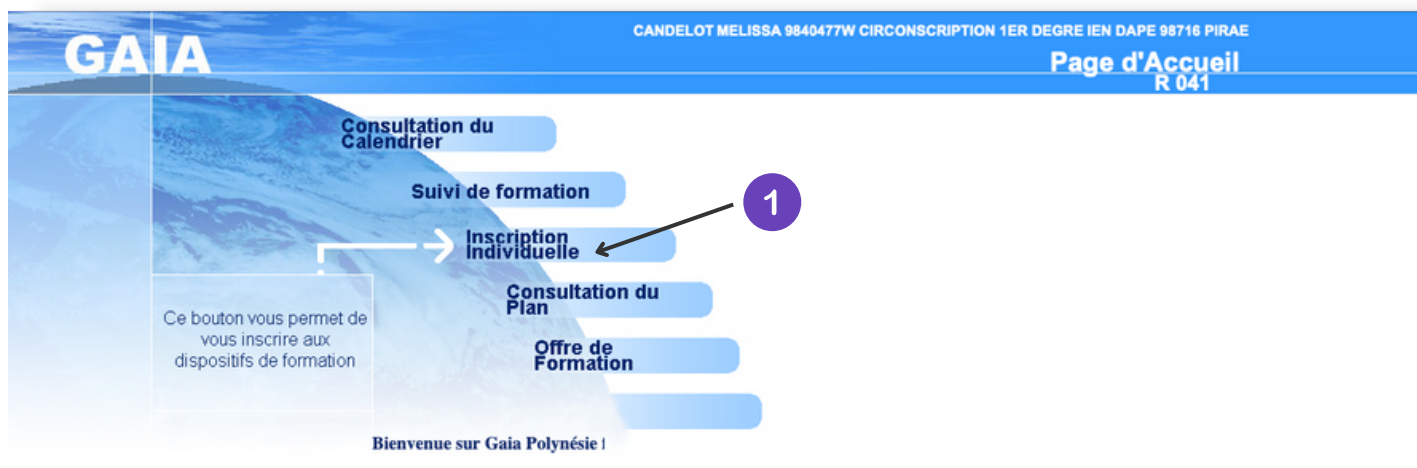 GAIA
CANDELOT MELISSA 9840477W CIRCONSCRIPTION 1ER DEGRE IEN DAPE 98716 PIRAE
Page d'Accueil
R 041
Consultation du
Calendrier
Suivi de formation
1
Inscription
Individuelle
Consultation du
Plan
Ce bouton vous permet de
vous inscrire aux
dispositifs de formation
Offre de
Formation
Bienvenue sur Gaia Polynésie